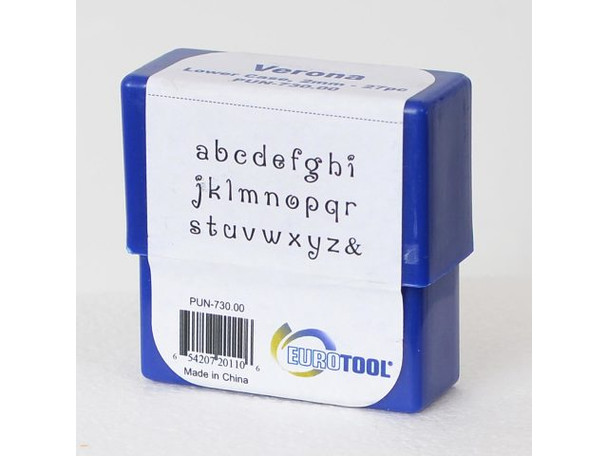 Verona
Lower Case, 2mm - 27pc
PUN-730.00
abcdefghi
jklmnopqr
stuvwxyz&
PUN-730.00
6 54207 20110 6
Made in China
EUROTOOL®